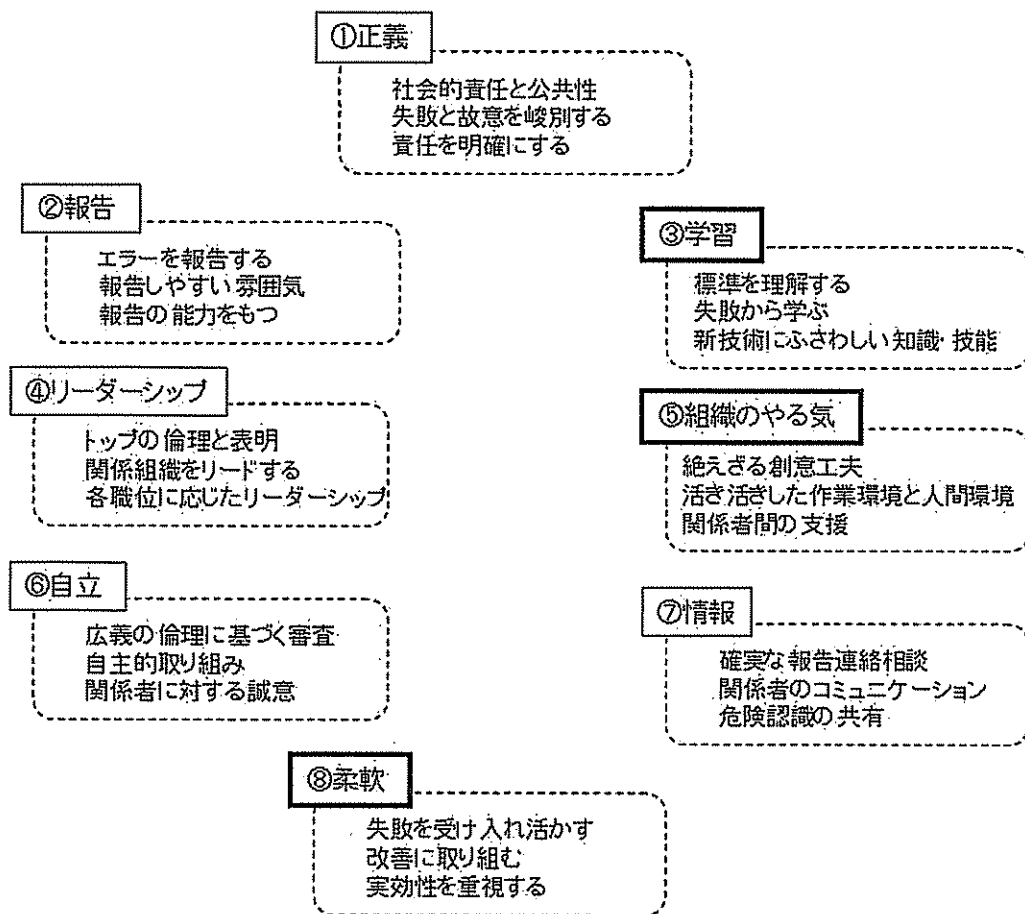 ①正義
社会的責任と公共性
失敗と故意を峻別する
責任を明確にする
②報告
エラーを報告する
報告しやすい雰囲気
報告の能力をもつ
③学習
標準を理解する
失敗から学ぶ
新技術にふさわしい知識・技能
④リーダーシップ
トップの倫理と表明
関係組織をリードする
各職位に応じたリーダーシップ
⑤組織のやる気
絶えざる創意工夫
活き活きした作業環境と人間環境
関係者間の支援
⑥自立
広義の倫理に基づく審査
自主的取り組み
関係者に対する誠意
⑦情報
確実な報告連絡相談
関係者のコミュニケーション
危険認識の共有
⑧柔軟
失敗を受け入れ活かす
改善に取り組む
実効性を重視する